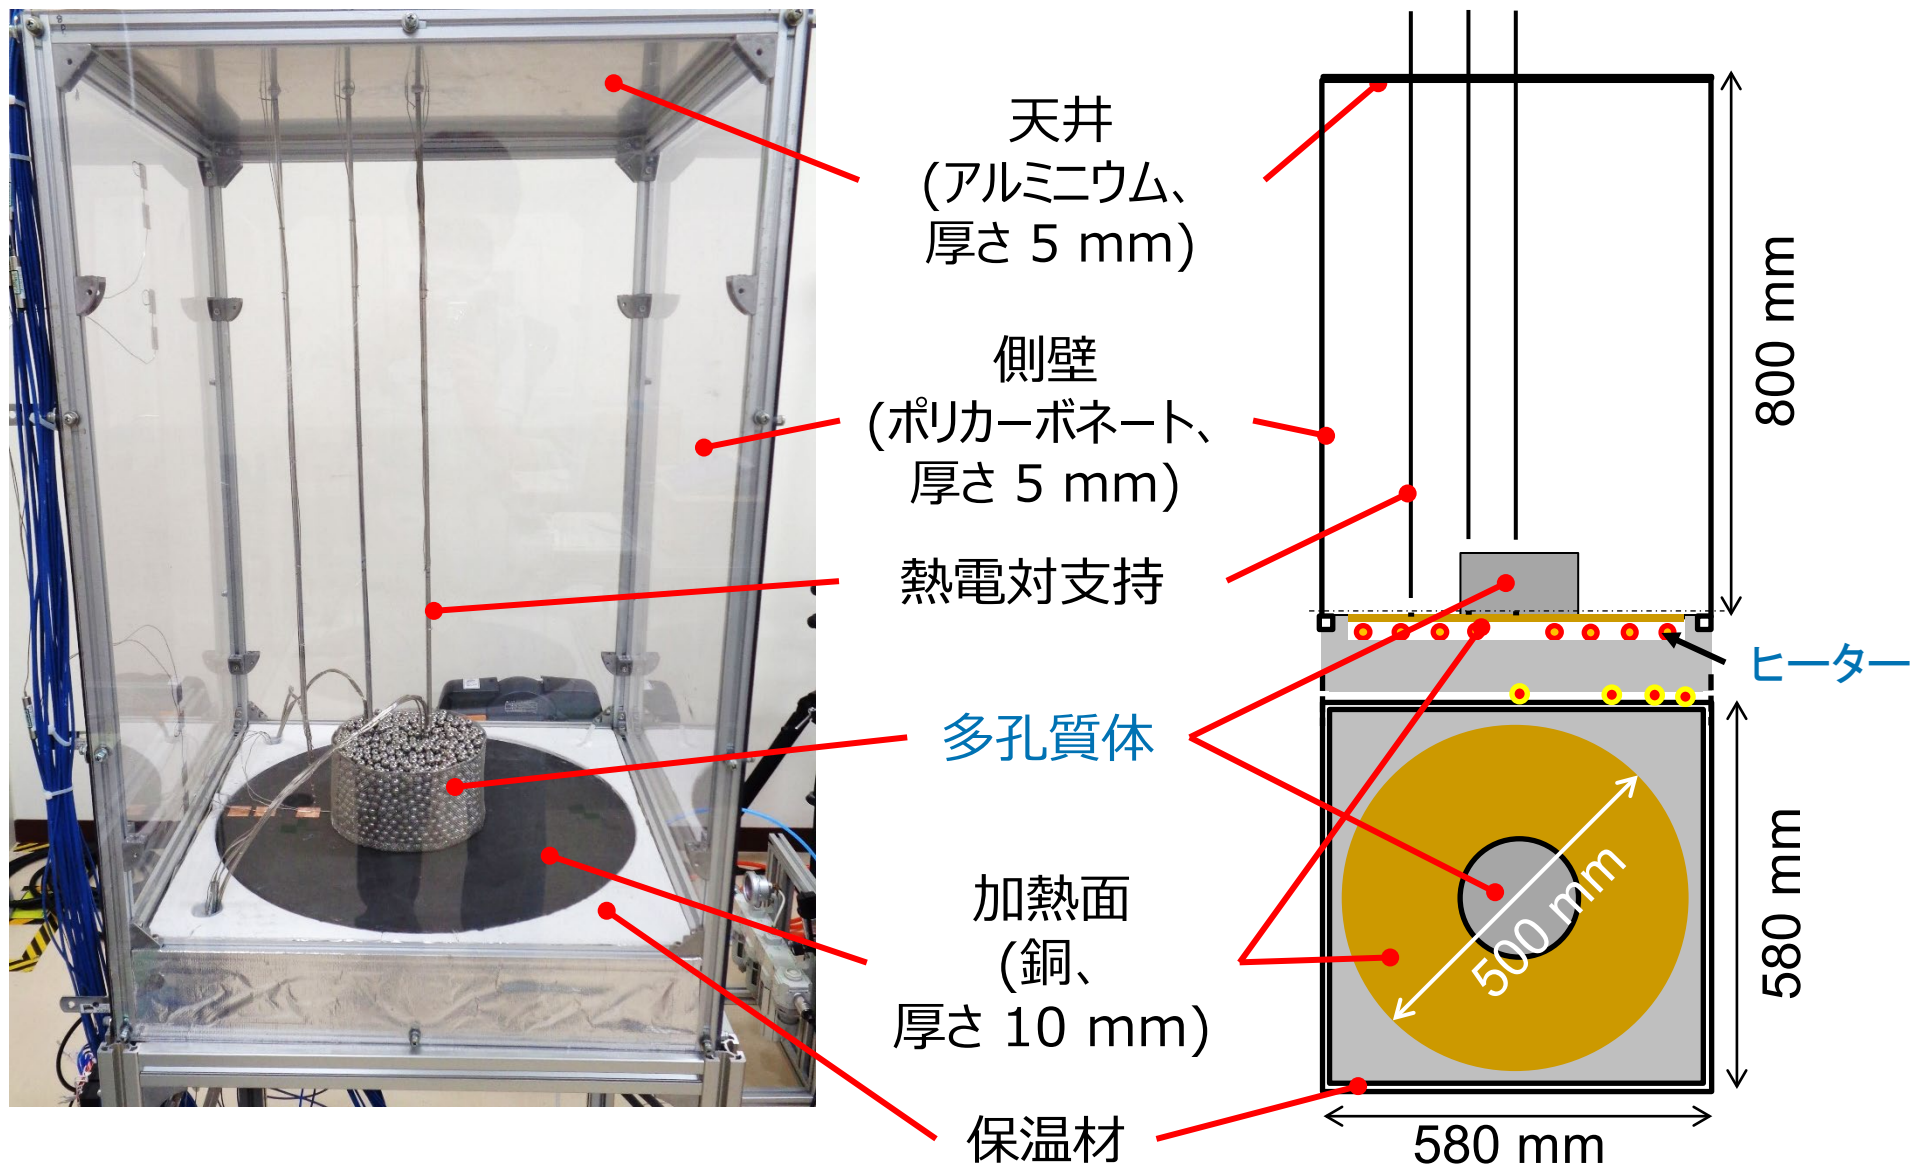 天井
(アルミニウム、
厚さ 5 mm)
側壁
(ポリカーボネート、
厚さ 5 mm)
熱電対支持
多孔質体
加熱面
(銅、
厚さ 10 mm)
保温材
800 mm
ヒーター
500 mm
580 mm
580 mm